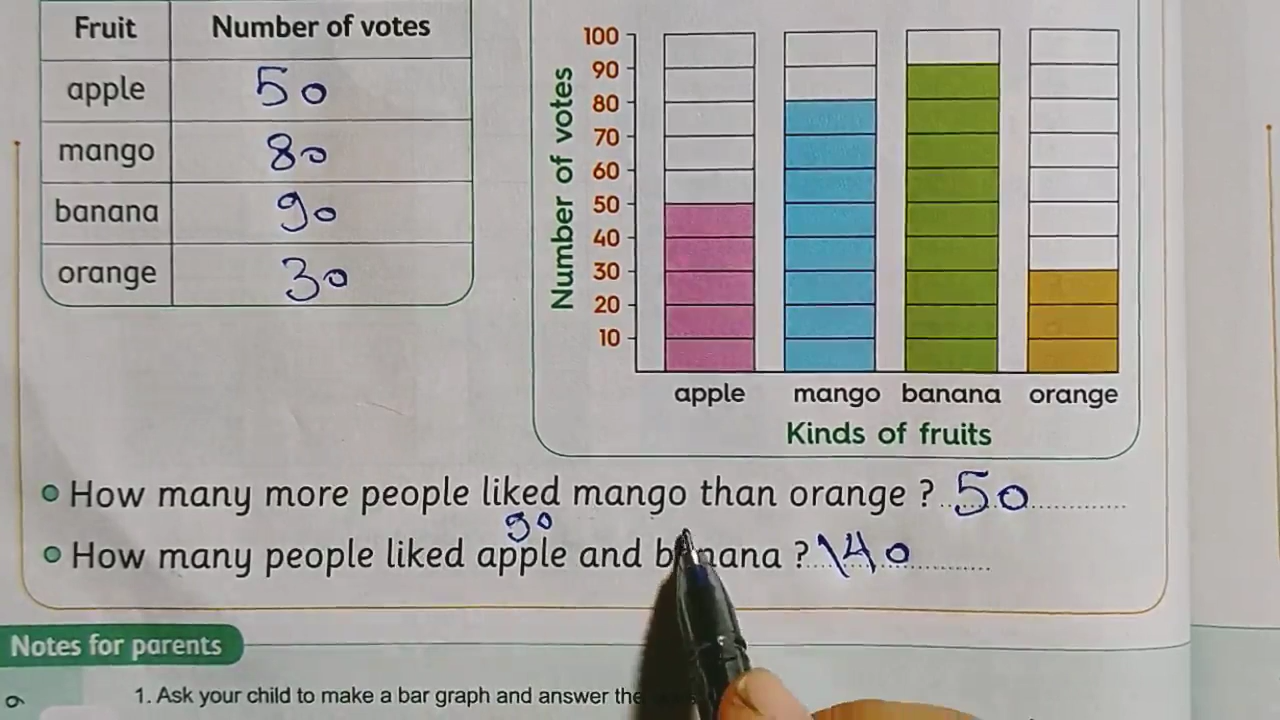 Fruit Number of votes
apple 50
mango 80
banana 90
orange 30
Number of votes
100
90
80
70
60
50
40
30
20
10
apple mango banana orange
Kinds of fruits
How many more people liked mango than orange ? 50
90
How many people liked apple and banana ? 140
Notes for parents
1. Ask your child to make a bar graph and answer the